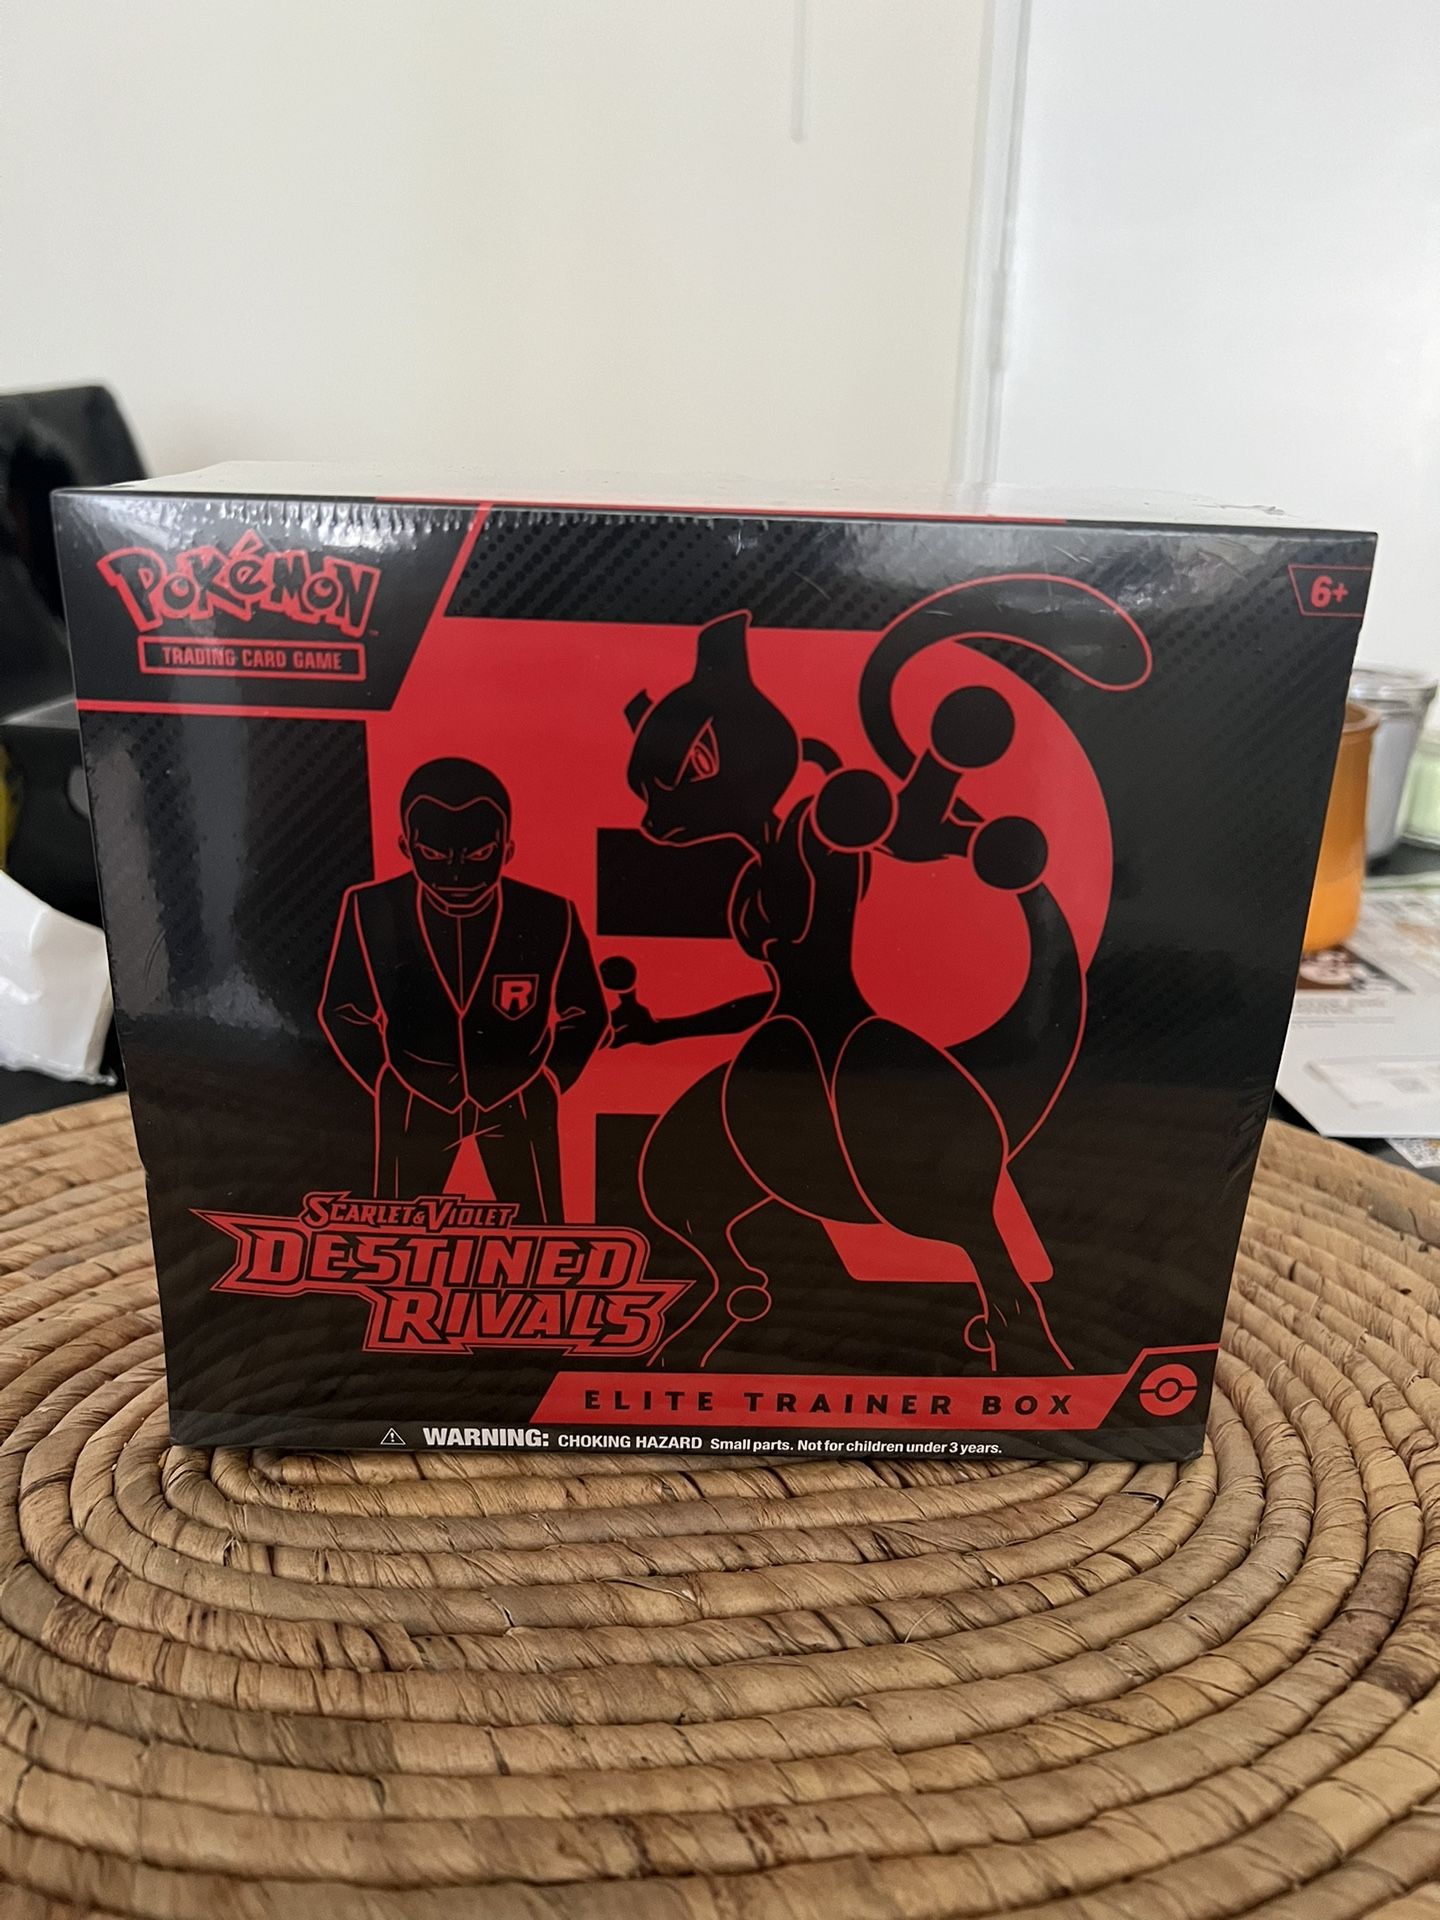 POKéMON
TRADING CARD GAME
6+
R
SCARLET & VIOLET
DESTINED
RIVALS
ELITE TRAINER BOX
WARNING: CHOKING HAZARD Small parts. Not for children under 3 years.